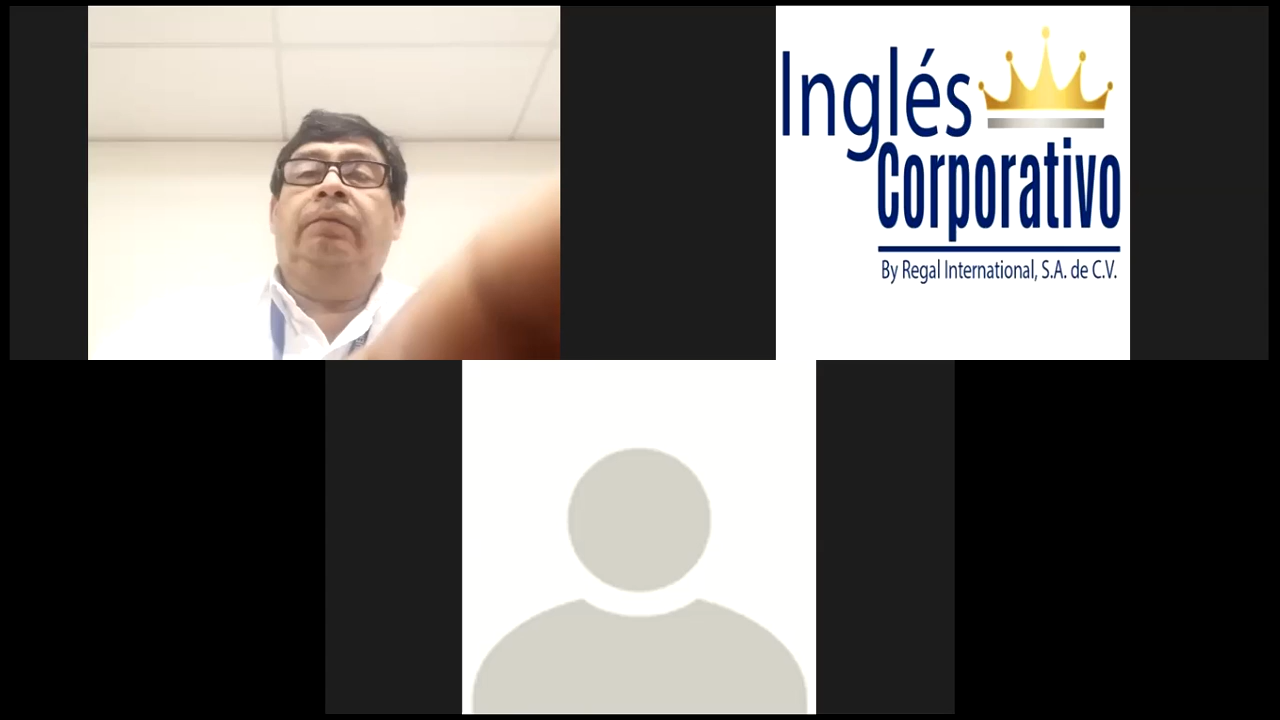 Inglés
Corporativo
By Regal International, S.A. de C.V.